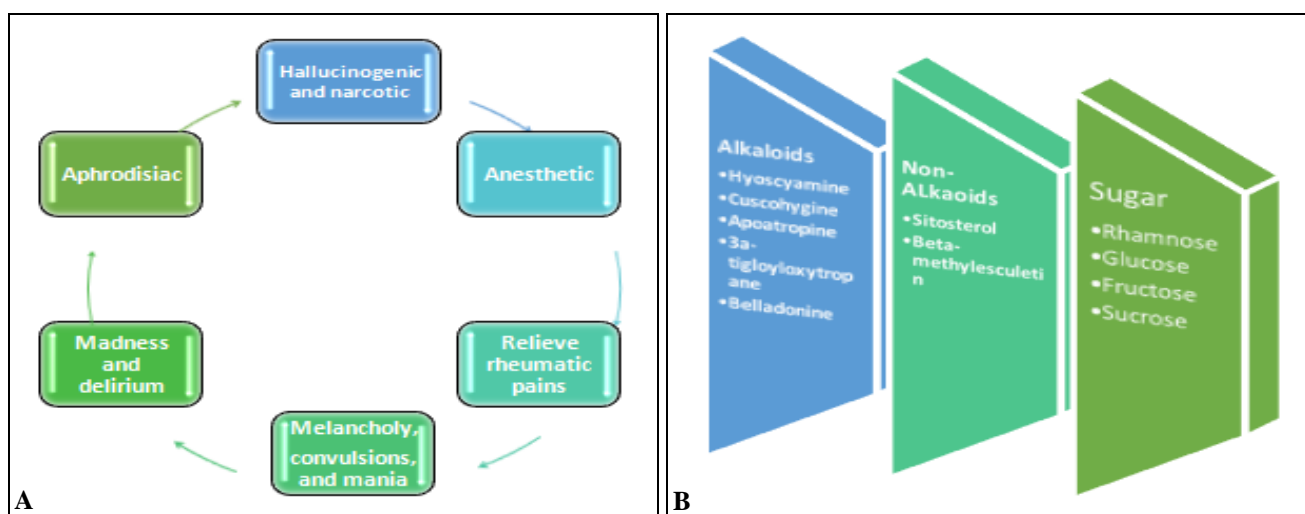 Hallucinogenic
and narcotic
Anesthetic
Relieve
rheumatic
pains
Melancholy,
convulsions,
and mania
Madness
and
delirium
Aphrodisiac
A
Alkaloids
•Hyoscyamine
•Cuscohygine
•Apoatropine
•3a-
tigloyloxytrop
ane
•Belladonine
Non-
ALkaoids
•Sitosterol
•Beta-
methylesculeti
n
Sugar
•Rhamnose
•Glucose
•Fructose
•Sucrose
B